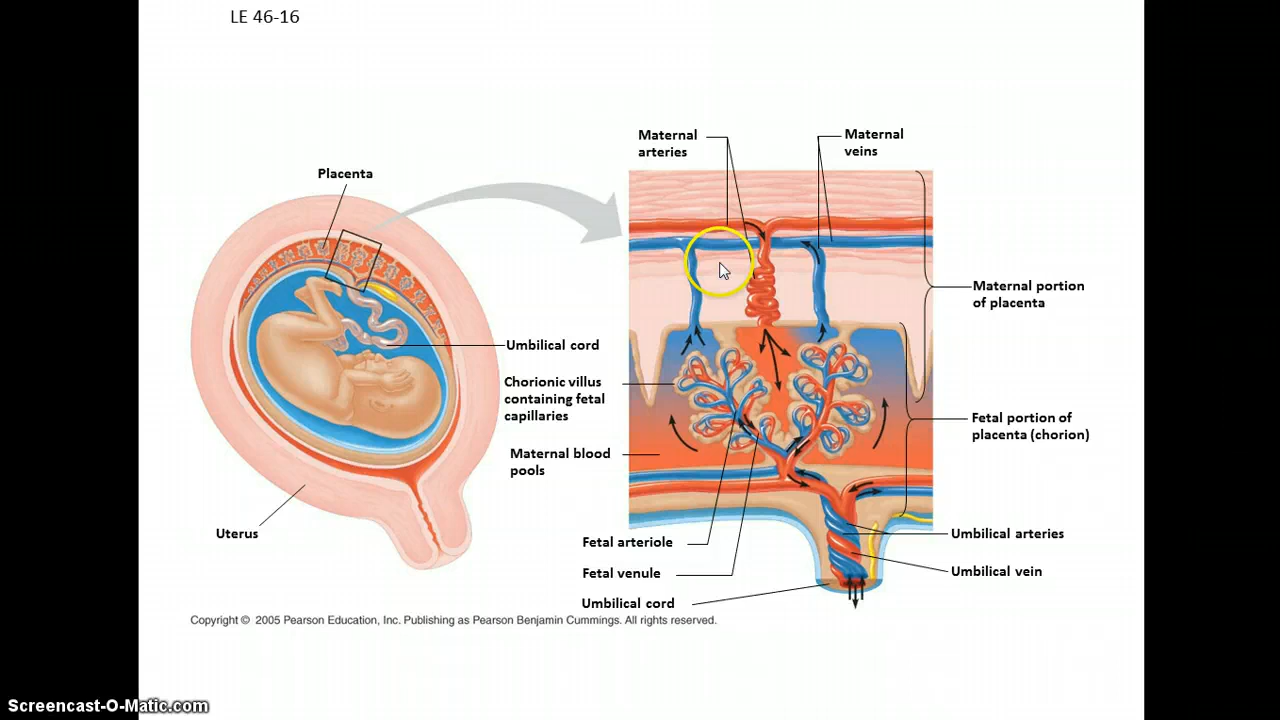 LE 46-16
Maternal
arteries
Maternal
veins
Placenta
Maternal portion
of placenta
Umbilical cord
Chorionic villus
containing fetal
capillaries
Fetal portion of
placenta (chorion)
Maternal blood
pools
Uterus
Fetal arteriole
Umbilical arteries
Fetal venule
Umbilical vein
Umbilical cord
Copyright © 2005 Pearson Education, Inc. Publishing as Pearson Benjamin Cummings. All rights reserved.
Screencast-O-Matic.com